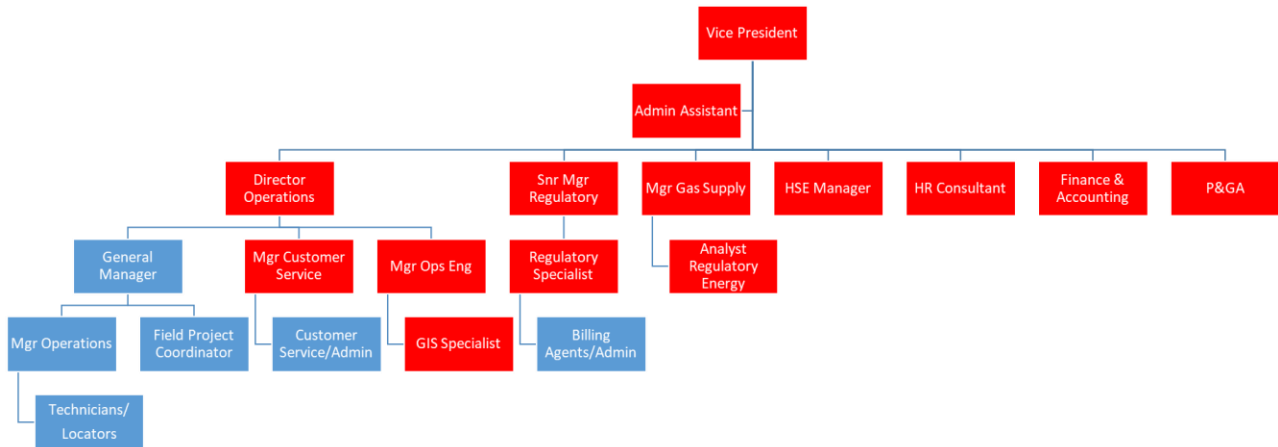 Vice President
Admin Assistant
Director
Operations
Snr Mgr
Regulatory
Mgr Gas Supply
HSE Manager
HR Consultant
Finance &
Accounting
P&GA
General
Manager
Mgr Customer
Service
Mgr Ops Eng
Regulatory
Specialist
Analyst
Regulatory
Energy
Mgr Operations
Field Project
Coordinator
Customer
Service/Admin
GIS Specialist
Billing
Agents/Admin
Technicians/
Locators